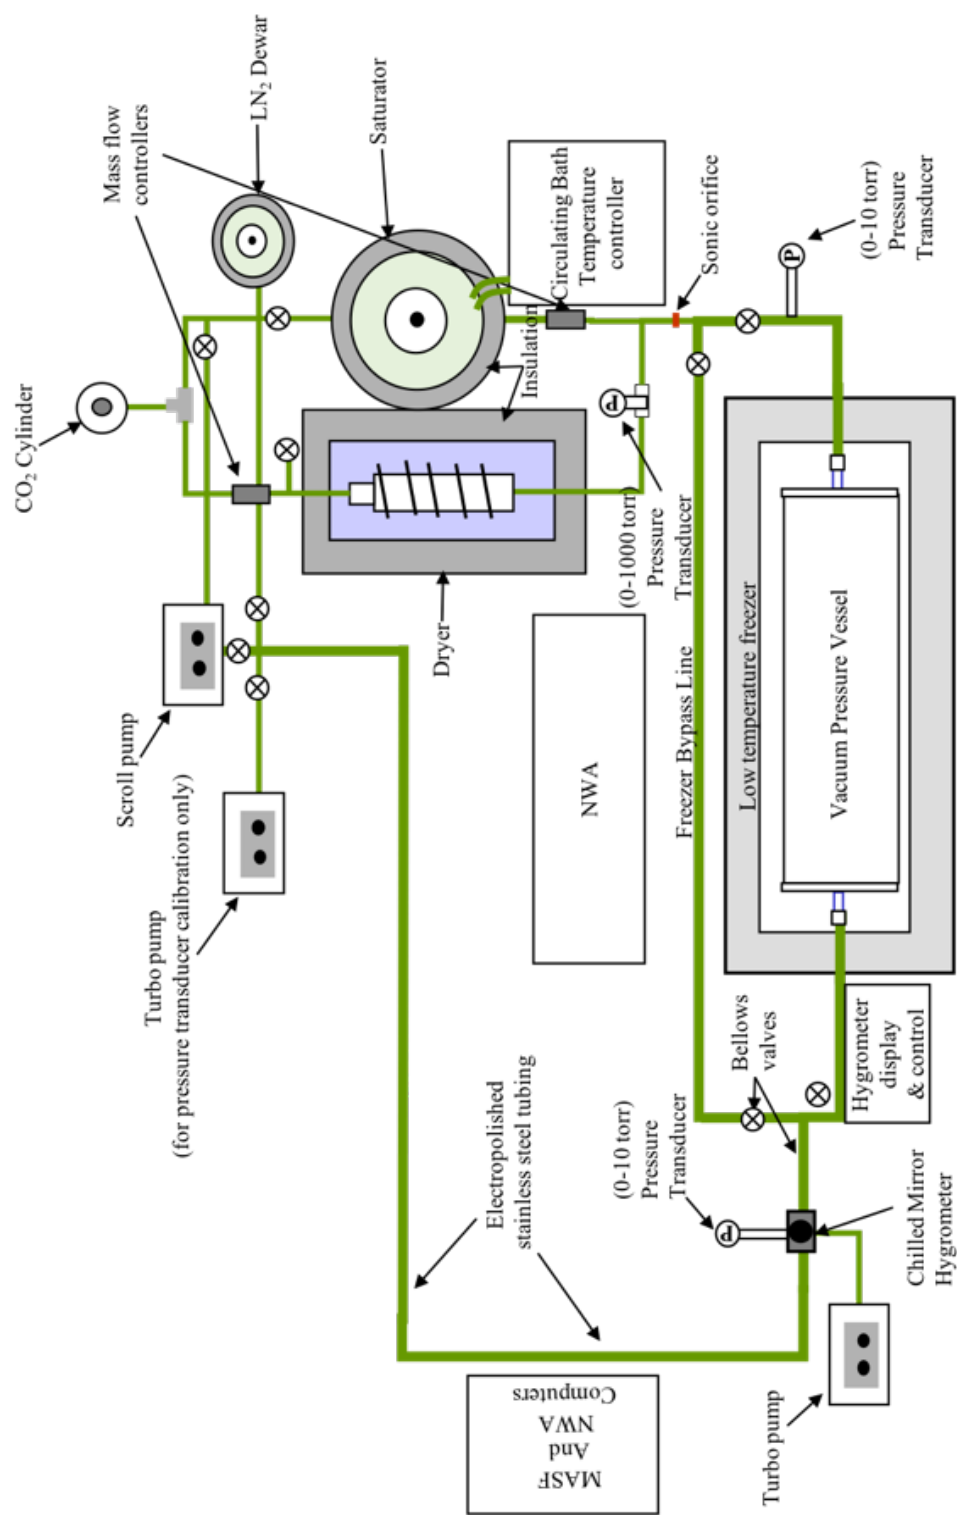 CO2 Cylinder
Mass flow
controllers
LN2 Dewar
Saturator
Circulating Bath
Temperature
controller
Insulation
Sonic orifice
P
(0-10 torr)
Pressure
Transducer
P
(0-1000 torr)
Pressure
Transducer
Dryer
Scroll pump
Turbo pump
(for pressure transducer calibration only)
NWA
Freezer Bypass Line
Low temperature freezer
Vacuum Pressure Vessel
Electropolished
stainless steel tubing
Bellows
valves
Hygrometer
display
& control
P
(0-10 torr)
Pressure
Transducer
Chilled Mirror
Hygrometer
Turbo pump
MASF
And
NWA
Computers